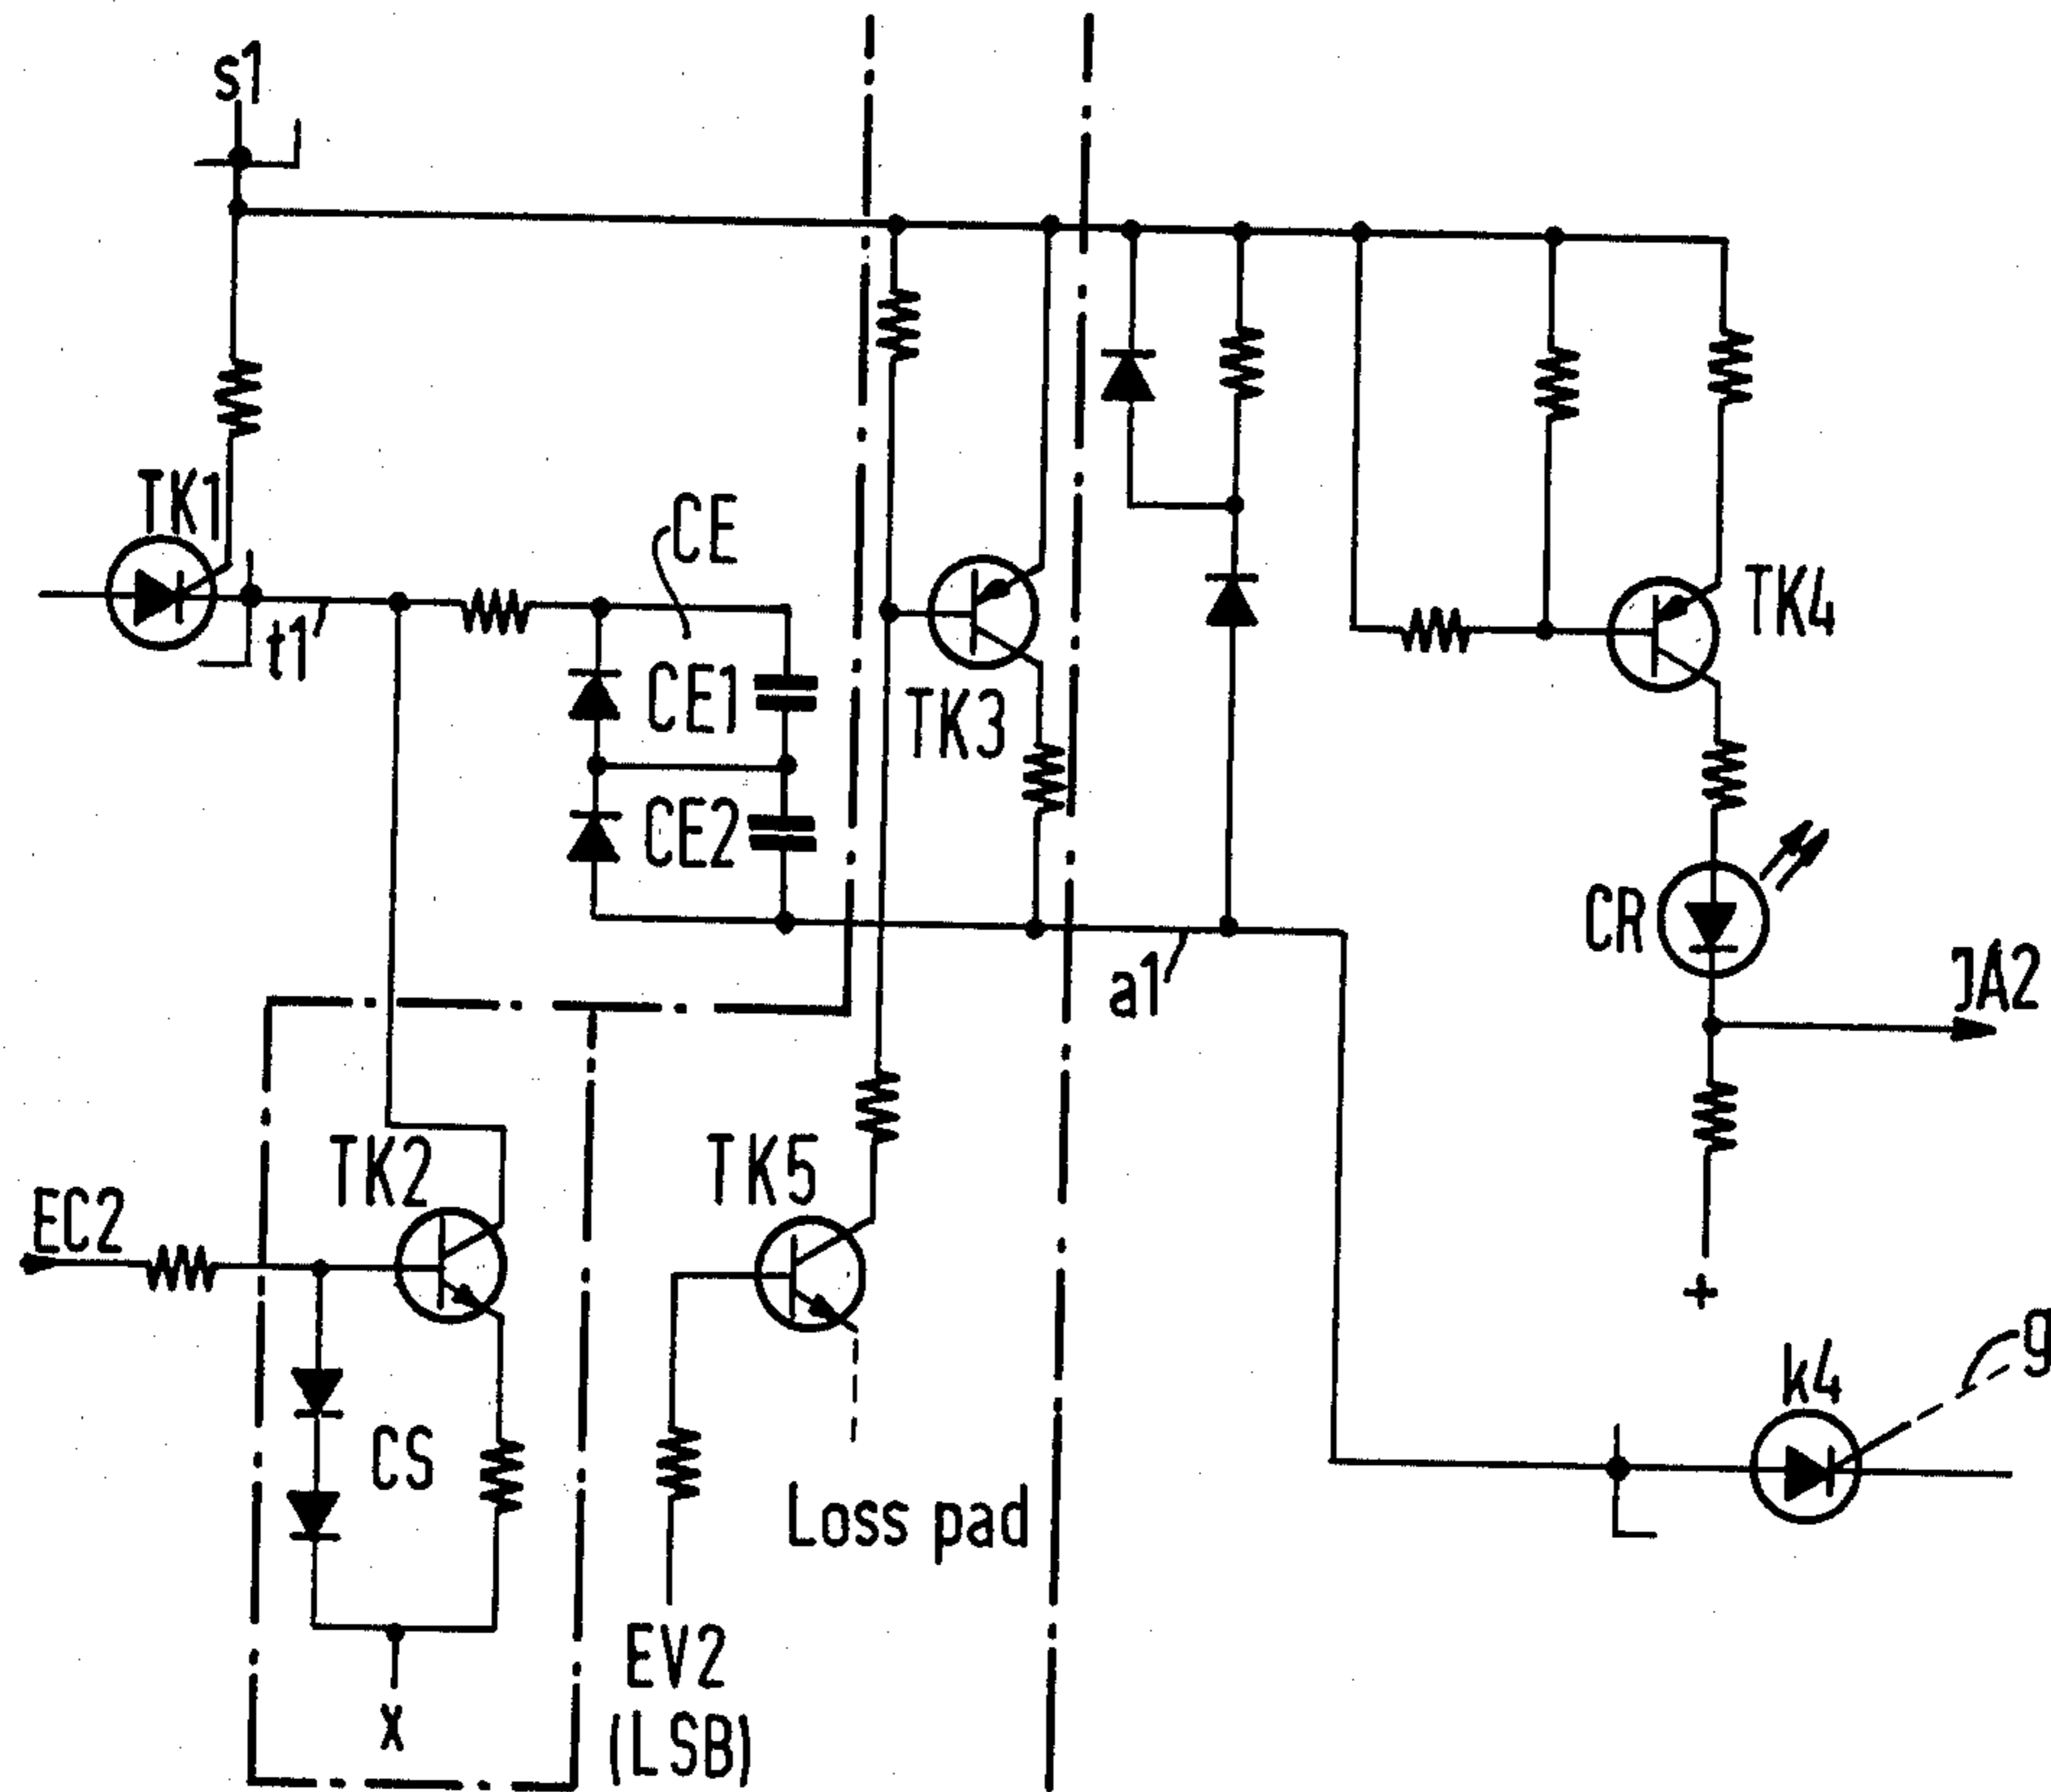 s1
TK1
CE
t1'
CE1
TK3
TK4
CE2
CR
a1'
JA2
TK2
TK5
EC2
+
k4
g
CS
Loss pad
EV2
(LSB)
x